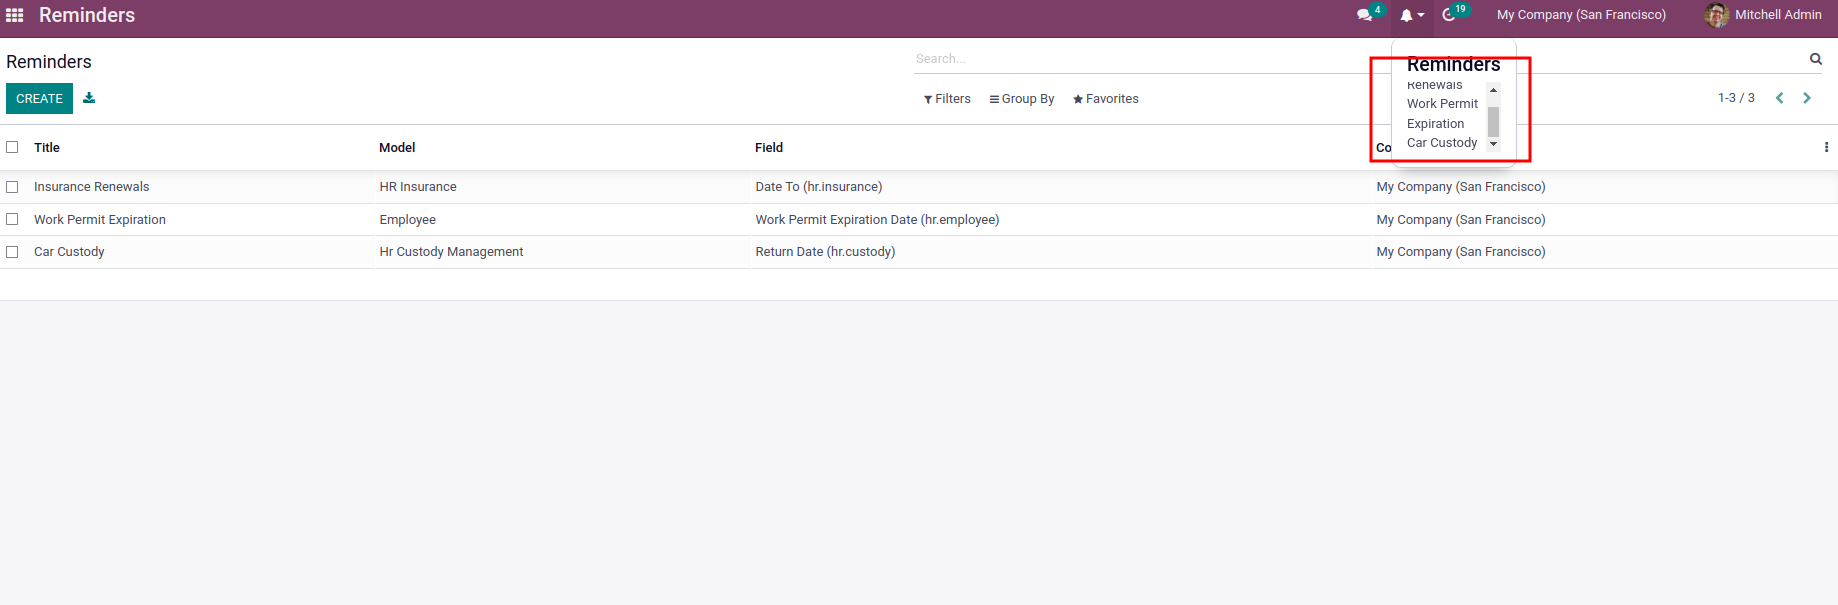 Reminders
4
19
My Company (San Francisco)
Mitchell Admin
Reminders
Search...
CREATE
Filters
Group By
Favorites
1-3 / 3
Reminders
Renewals
Work Permit
Expiration
Car Custody
Title Model Field Co
Insurance Renewals HR Insurance Date To (hr.insurance) My Company (San Francisco)
Work Permit Expiration Employee Work Permit Expiration Date (hr.employee) My Company (San Francisco)
Car Custody Hr Custody Management Return Date (hr.custody) My Company (San Francisco)